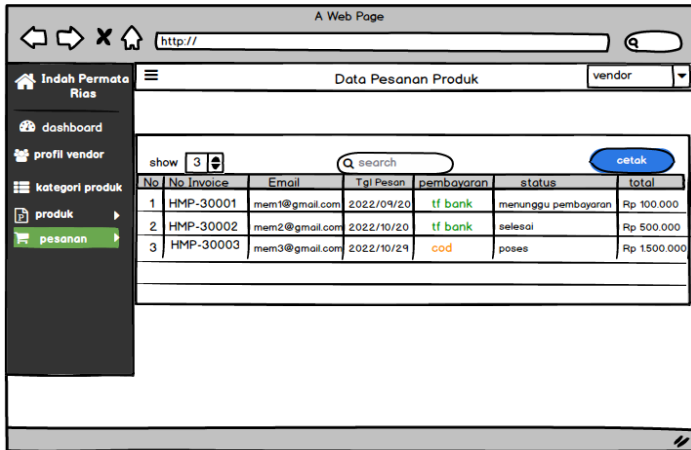 A Web Page
http://
Indah Permata
Rias
Data Pesanan Produk
vendor
dashboard
profil vendor
kategori produk
produk
pesanan
show 3
search
cetak
No No Invoice Email Tgl Pesan pembayaran status total
1 HMP-30001 mem1@gmail.com 2022/09/20 tf bank menunggu pembayaran Rp 100.000
2 HMP-30002 mem2@gmail.com 2022/10/20 tf bank selesai Rp 500.000
3 HMP-30003 mem3@gmail.com 2022/10/29 cod poses Rp 1.500.000